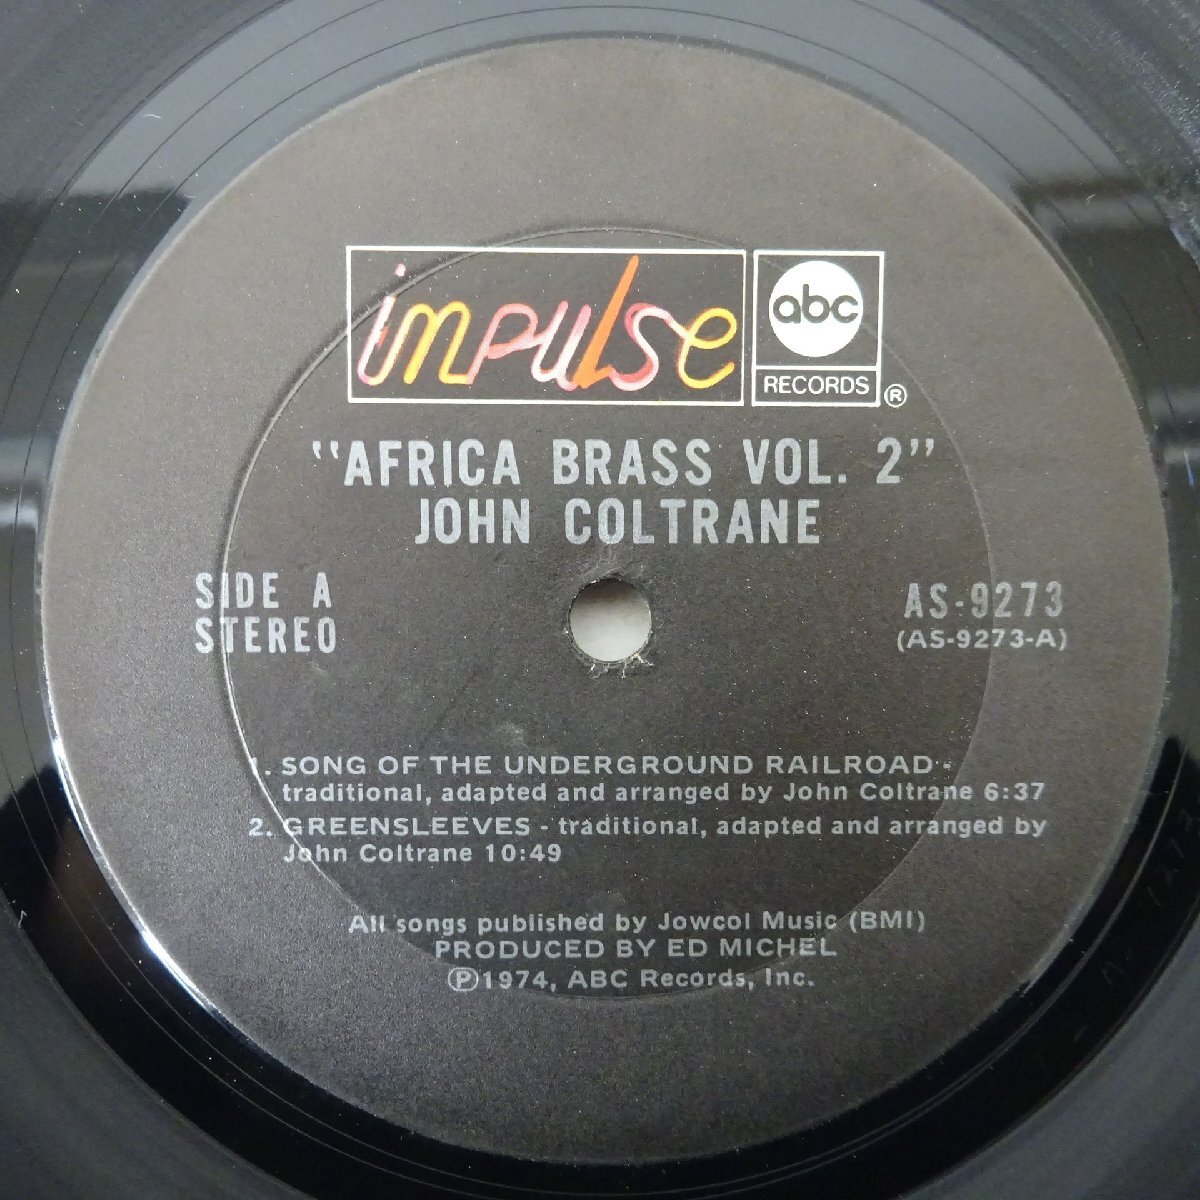 impulse
abc
RECORDS ®
"AFRICA BRASS VOL. 2"
JOHN COLTRANE
SIDE A
STEREO
AS-9273
(AS-9273-A)
1. SONG OF THE UNDERGROUND RAILROAD -
traditional, adapted and arranged by John Coltrane 6:37
2. GREENSLEEVES - traditional, adapted and arranged by
John Coltrane 10:49
All songs published by Jowcol Music (BMI)
PRODUCED BY ED MICHEL
℗1974, ABC Records, Inc.